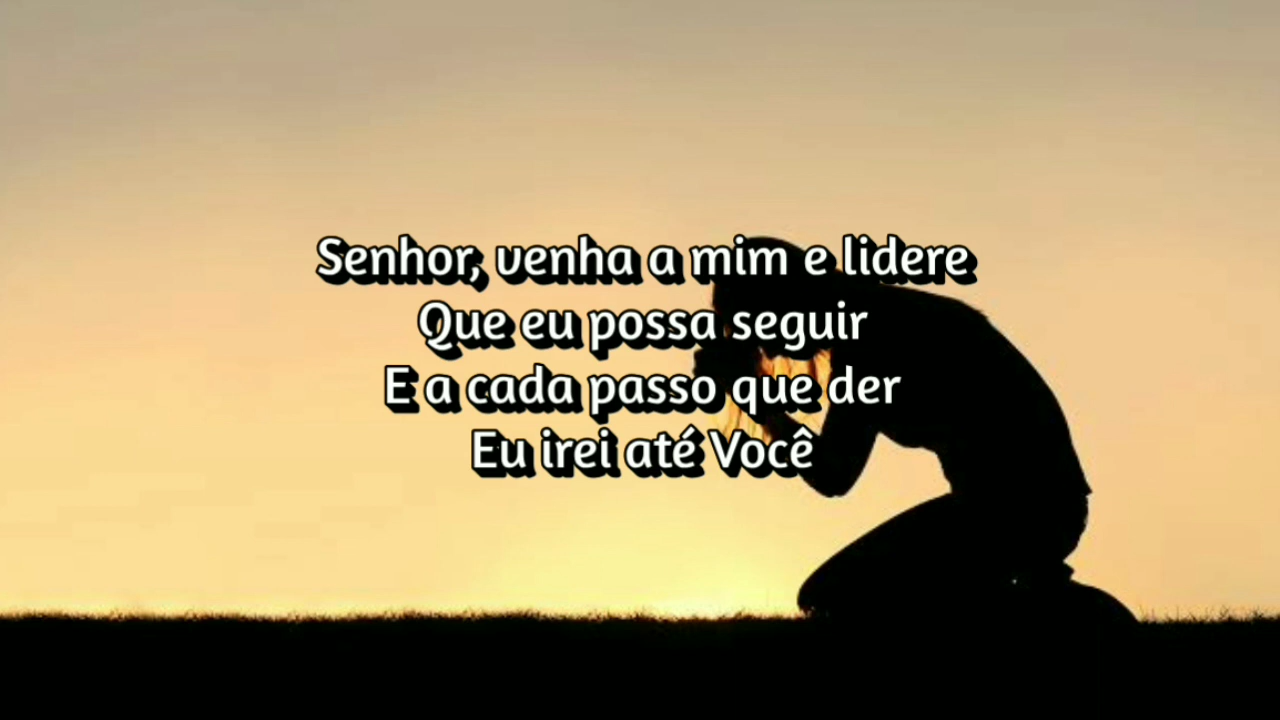 Senhor, venha a mim e lidere
Que eu possa seguir
E a cada passo que der
Eu irei até Você